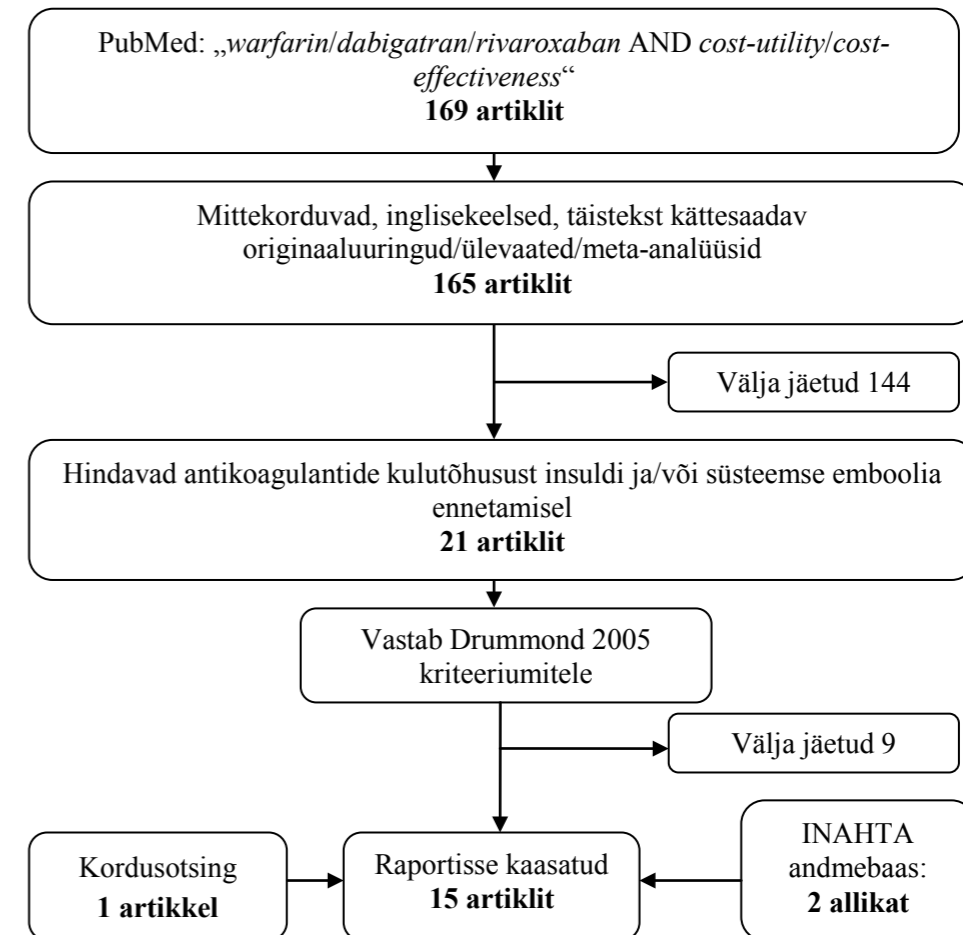 PubMed: „warfarin/dabigatran/rivaroxaban AND cost-utility/cost-
effectiveness“
169 artiklit
Mittekorduvad, inglisekeelsed, täistekst kättesaadav
originaaluuringud/ülevaated/meta-analüüsid
165 artiklit
Välja jäetud 144
Hindavad antikoagulantide kulutõhusust insuldi ja/või süsteemse emboolia
ennetamisel
21 artiklit
Vastab Drummond 2005
kriteeriumitele
Välja jäetud 9
Kordusotsing
1 artikkel
Raportisse kaasatud
15 artiklit
INAHTA
andmebaas:
2 allikat